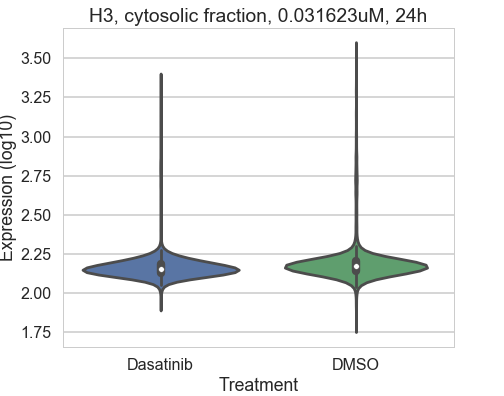 H3, cytosolic fraction, 0.031623uM, 24h
Expression (log10)
3.50
3.25
3.00
2.75
2.50
2.25
2.00
1.75
Dasatinib DMSO
Treatment